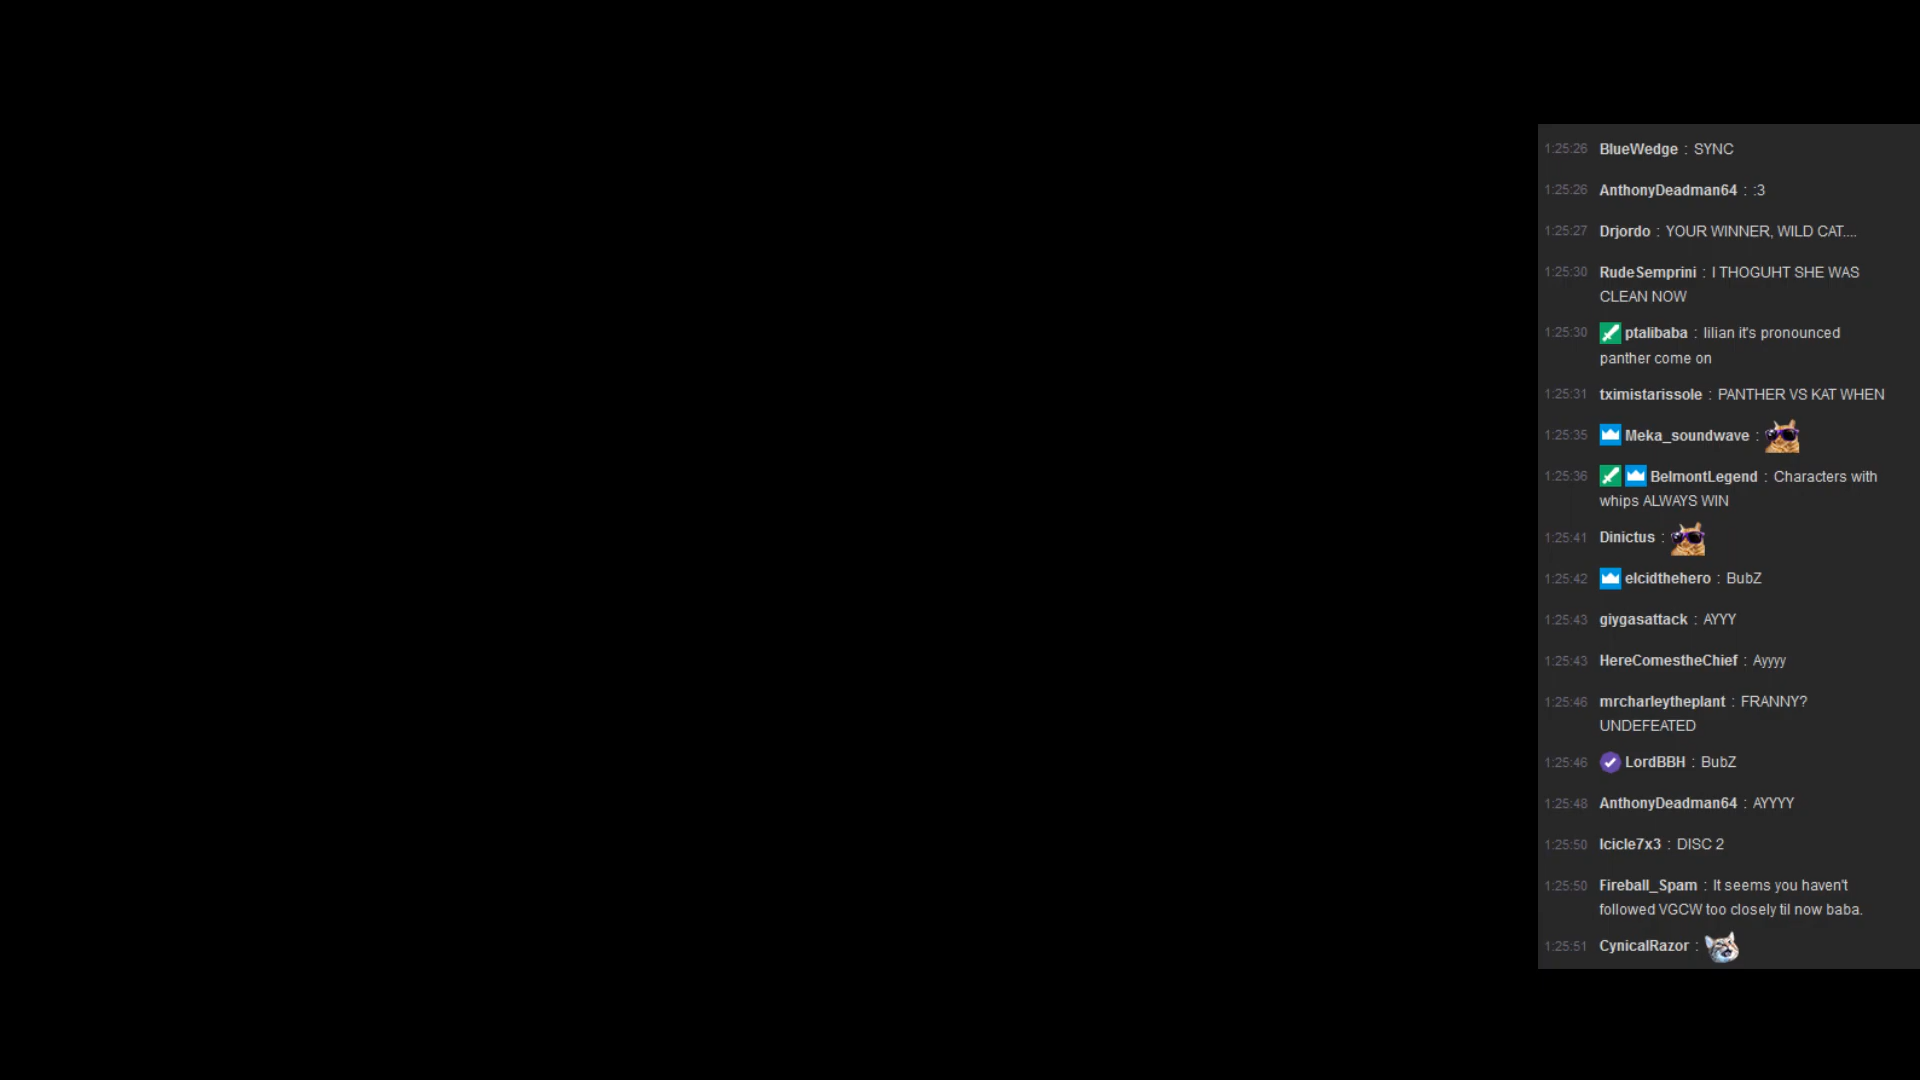 1:25:26 BlueWedge : SYNC
1:25:26 AnthonyDeadman64 : :3
1:25:27 Drjordo : YOUR WINNER, WILD CAT....
1:25:30 RudeSemprini : I THOGUHT SHE WAS
CLEAN NOW
1:25:30 ptalibaba : lilian it's pronounced
panther come on
1:25:31 tximistarissole : PANTHER VS KAT WHEN
1:25:35 Meka_soundwave :
1:25:36 BelmontLegend : Characters with
whips ALWAYS WIN
1:25:41 Dinictus :
1:25:42 elcidthehero : BubZ
1:25:43 giygasattack : AYYY
1:25:43 HereComestheChief : Ayyyy
1:25:46 mrcharleytheplant : FRANNY?
UNDEFEATED
1:25:46 LordBBH : BubZ
1:25:48 AnthonyDeadman64 : AYYYY
1:25:50 Icicle7x3 : DISC 2
1:25:50 Fireball_Spam : It seems you haven't
followed VGCW too closely til now baba.
1:25:51 CynicalRazor :